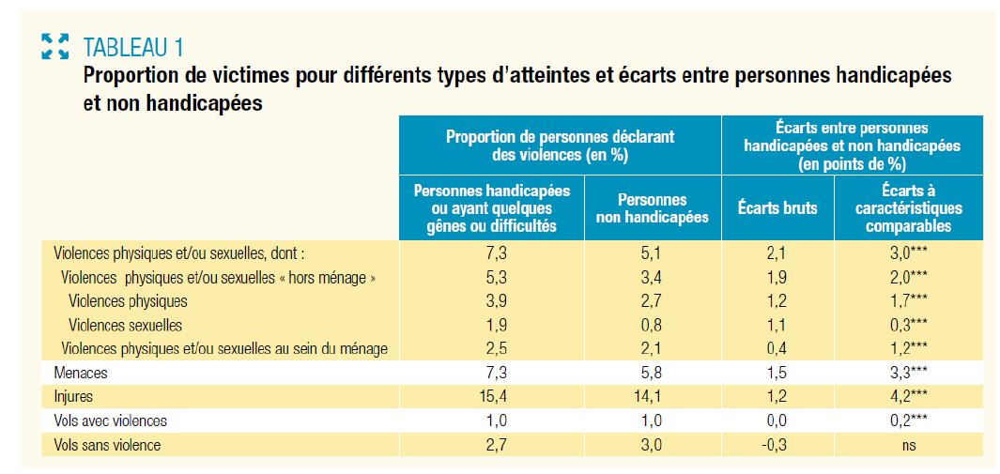 TABLEAU 1
Proportion de victimes pour différents types d’atteintes et écarts entre personnes handicapées
et non handicapées
Proportion de personnes déclarant
des violences (en %)
Écarts entre personnes
handicapées et non handicapées
(en points de %)
Personnes handicapées
ou ayant quelques
gênes ou difficultés
Personnes
non handicapées
Écarts bruts
Écarts à
caractéristiques
comparables
Violences physiques et/ou sexuelles, dont : 7,3 5,1 2,1 3,0***
Violences physiques et/ou sexuelles « hors ménage » 5,3 3,4 1,9 2,0***
Violences physiques 3,9 2,7 1,2 1,7***
Violences sexuelles 1,9 0,8 1,1 0,3***
Violences physiques et/ou sexuelles au sein du ménage 2,5 2,1 0,4 1,2***
Menaces 7,3 5,8 1,5 3,3***
Injures 15,4 14,1 1,2 4,2***
Vols avec violences 1,0 1,0 0,0 0,2***
Vols sans violence 2,7 3,0 -0,3 ns